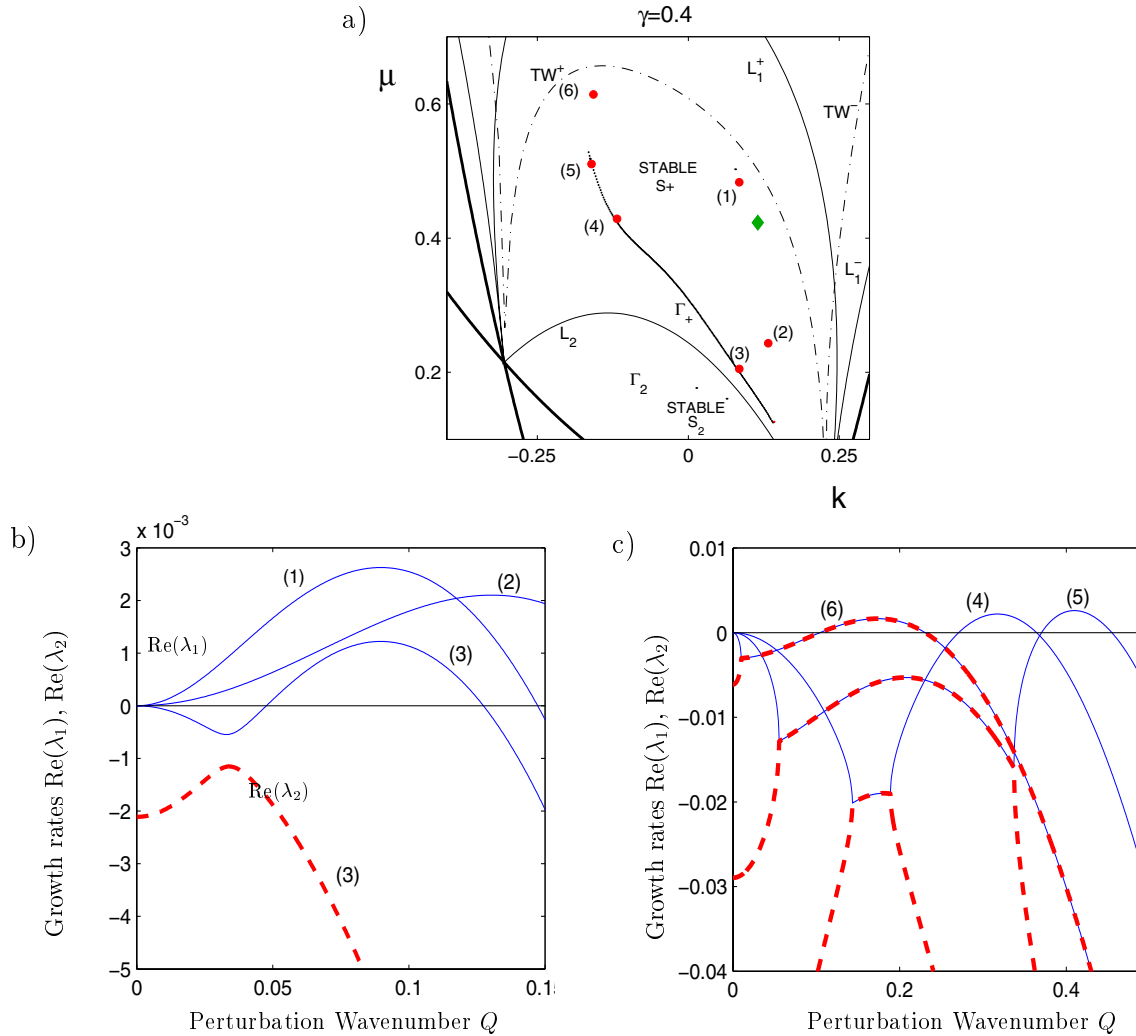 a)
γ=0.4
μ
TW+
L1+
TW−
(6)
0.6
(5)
STABLE
S+
(1)
(4)
0.4
L1−
Γ+
L2
(2)
(3)
Γ2
0.2
STABLE
S2
−0.25
0
0.25
k
b)
x 10−3
3
2
1
0
−1
−2
−3
−4
−5
(1)
(2)
Re(λ1)
(3)
Re(λ2)
(3)
0
0.05
0.1
0.15
Growth rates Re(λ1), Re(λ2)
Perturbation Wavenumber Q
c)
0.01
0
−0.01
−0.02
−0.03
−0.04
(6)
(4)
(5)
0
0.2
0.4
Growth rates Re(λ1), Re(λ2)
Perturbation Wavenumber Q